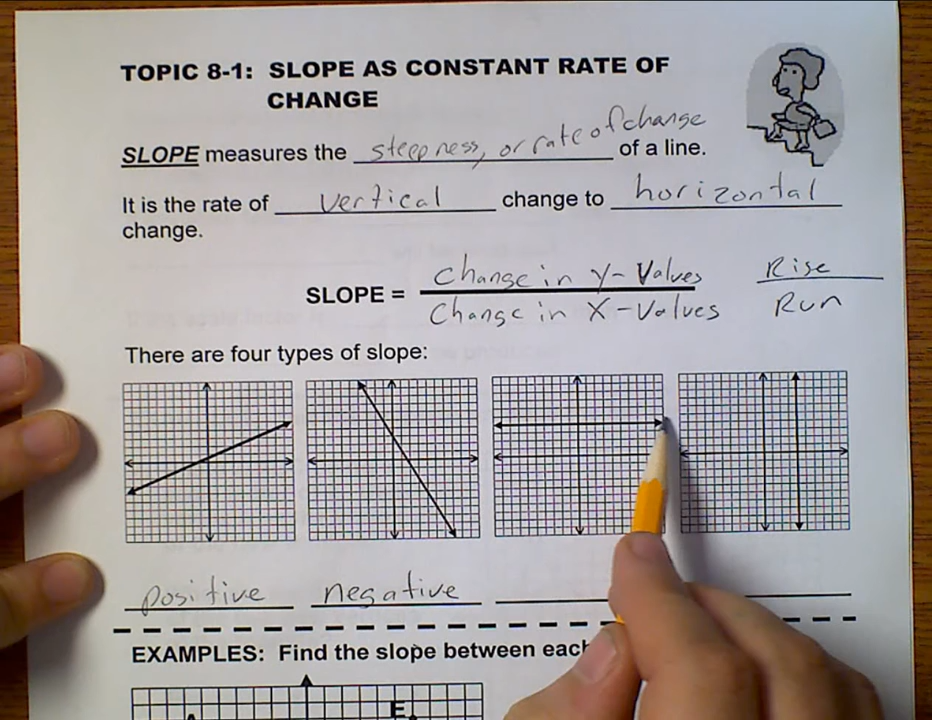 TOPIC 8-1: SLOPE AS CONSTANT RATE OF
CHANGE
SLOPE measures the steepness, or rate of change of a line.
It is the rate of vertical change to horizontal
change.
SLOPE = Change in Y-Values Rise
Change in X-Values Run
There are four types of slope:
positive negative
EXAMPLES: Find the slope between each
E